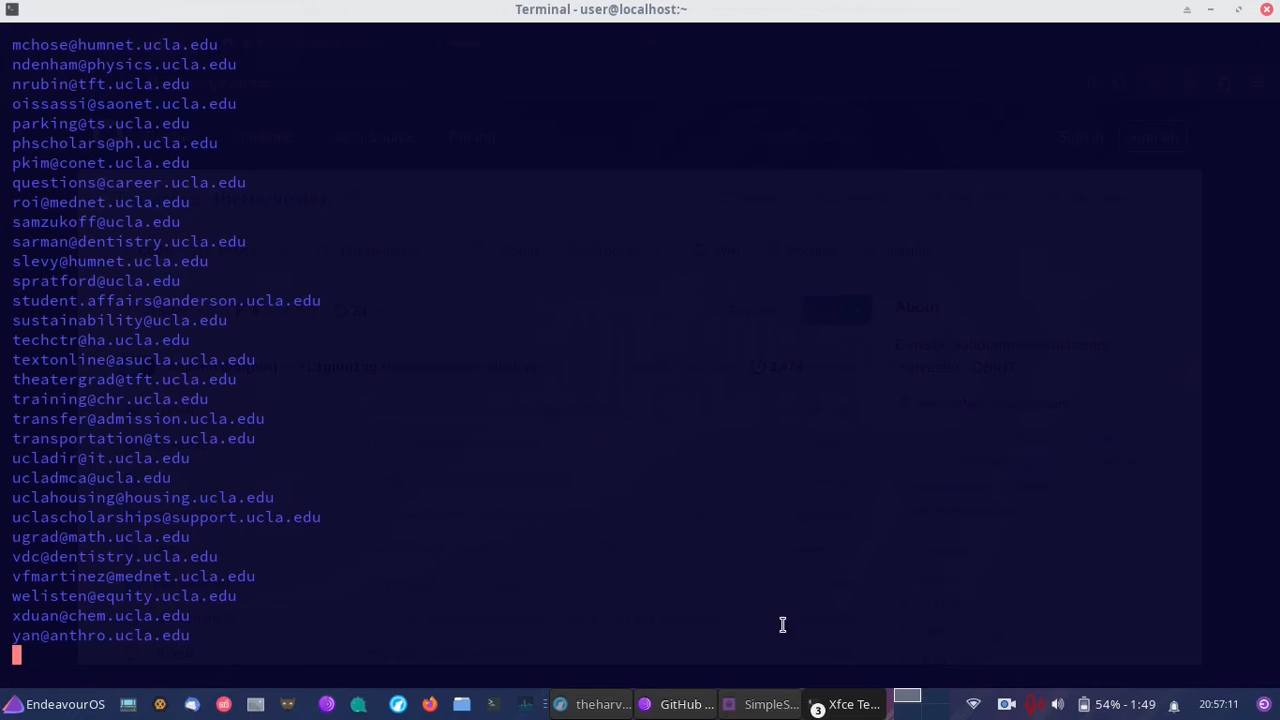 Terminal - user@localhost:~
mchose@humnet.ucla.edu
ndenham@physics.ucla.edu
nrubin@tft.ucla.edu
oissassi@saonet.ucla.edu
parking@ts.ucla.edu
phscholars@ph.ucla.edu
pkim@conet.ucla.edu
questions@career.ucla.edu
roi@mednet.ucla.edu
samzukoff@ucla.edu
sarman@dentistry.ucla.edu
slevy@humnet.ucla.edu
spratford@ucla.edu
student.affairs@anderson.ucla.edu
sustainability@ucla.edu
techctr@ha.ucla.edu
textonline@asucla.ucla.edu
theatergrad@tft.ucla.edu
training@chr.ucla.edu
transfer@admission.ucla.edu
transportation@ts.ucla.edu
ucladir@it.ucla.edu
ucladmca@ucla.edu
uclahousing@housing.ucla.edu
uclascholarships@support.ucla.edu
ugrad@math.ucla.edu
vdc@dentistry.ucla.edu
vfmartinez@mednet.ucla.edu
welisten@equity.ucla.edu
xduan@chem.ucla.edu
yan@anthro.ucla.edu
Pricing
Sign in
About
EndeavourOS theharv... GitHub ... SimpleS... 3 Xfce Te... 54% - 1:49 20:57:11